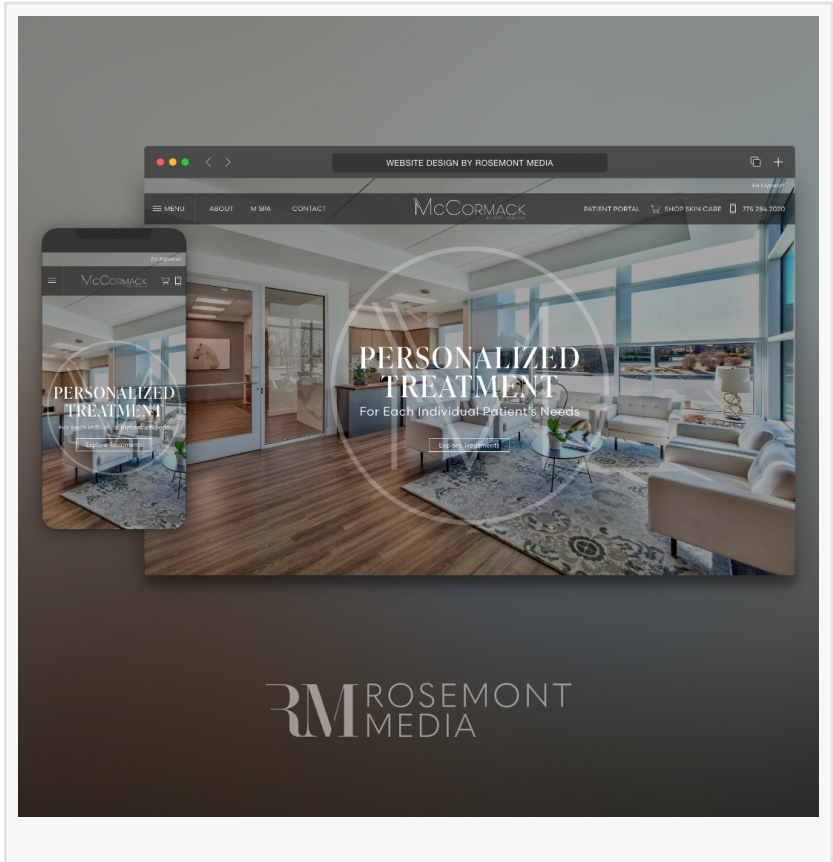 WEBSITE DESIGN BY ROSEMONT MEDIA
En Español
MENU ABOUT M SPA CONTACT McCORMACK PATIENT PORTAL SHOP SKIN CARE 775.284.2020
PERSONALIZED
TREATMENT
For Each Individual Patient's Needs
Explore Treatments
En Español
McCORMACK
PERSONALIZED
TREATMENT
For Each Individual Patient's Needs
Explore Treatments
RM ROSEMONT
MEDIA